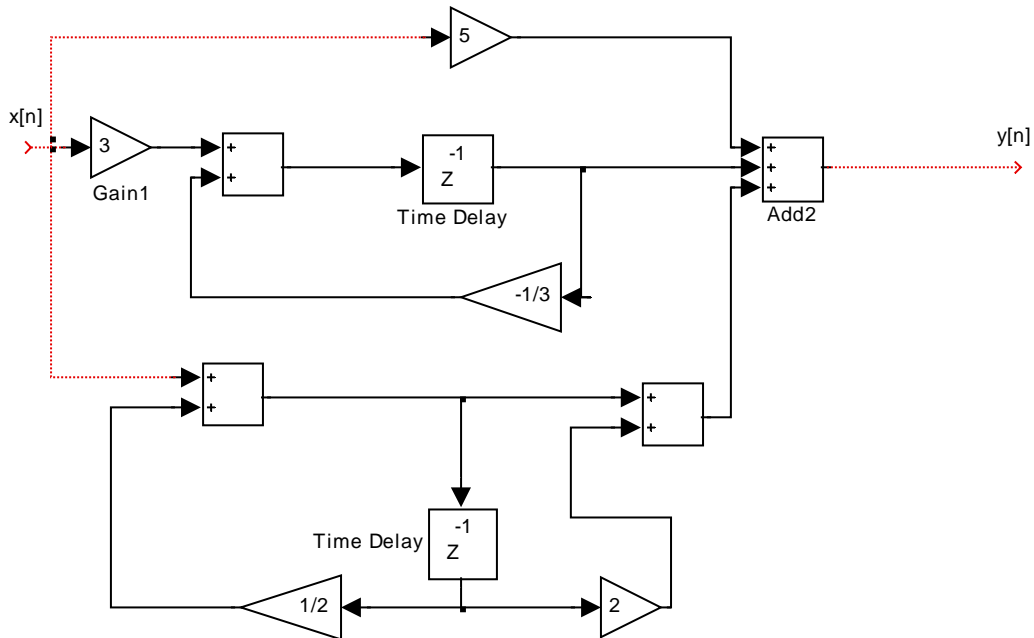 5
x[n]
3
+
+
-1
Z
+
+
+
y[n]
Gain1
Time Delay
Add2
-1/3
+
+
+
+
Time Delay
-1
Z
1/2
2